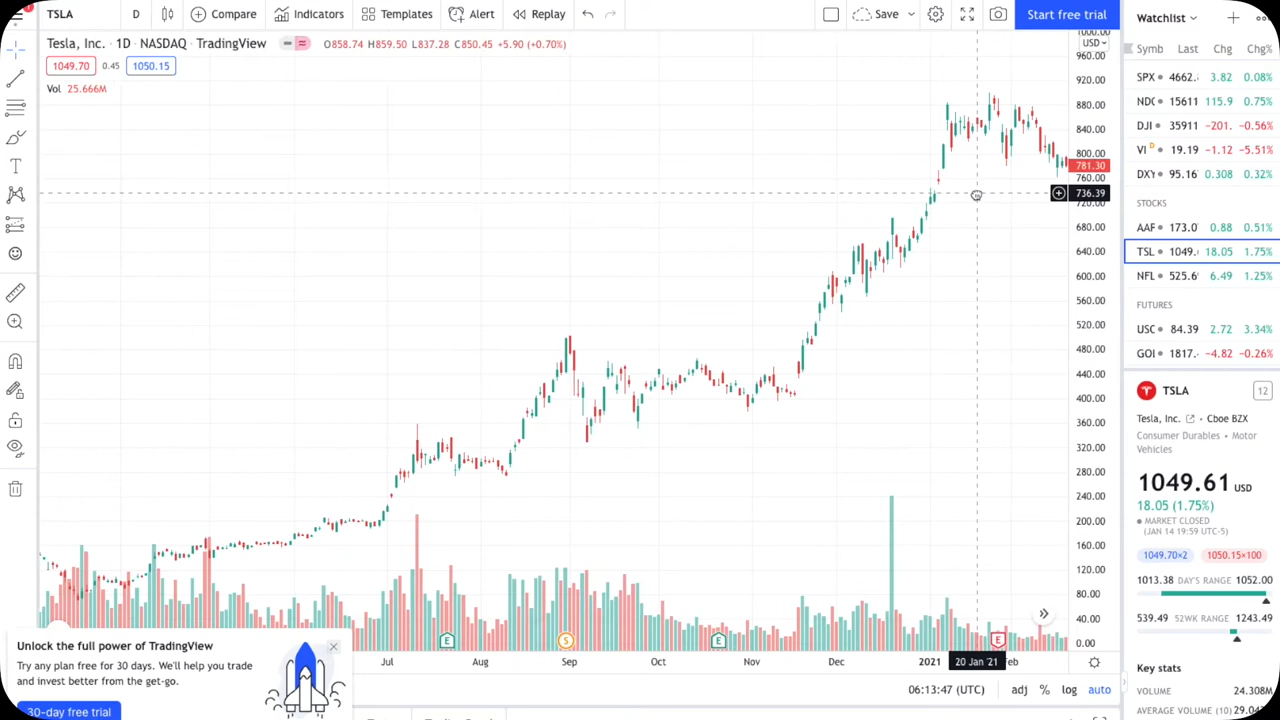 TSLA D Compare Indicators Templates Alert Replay Save Start free trial
Tesla, Inc. · 1D · NASDAQ · TradingView O858.74 H859.50 L837.28 C850.45 +5.90 (+0.70%)
1049.70 0.45 1050.15
Vol 25.666M
1000.00
USD
960.00
920.00
880.00
840.00
800.00
781.30
760.00
736.39
720.00
680.00
640.00
600.00
560.00
520.00
480.00
440.00
400.00
360.00
320.00
280.00
240.00
200.00
160.00
120.00
80.00
40.00
0.00
E S E E
Jul Aug Sep Oct Nov Dec 2021 20 Jan '21 eb
06:13:47 (UTC) adj % log auto
Unlock the full power of TradingView
Try any plan free for 30 days. We'll help you trade
and invest better from the get-go.
30-day free trial
Watchlist
Symb Last Chg Chg%
SPX 4662. 3.82 0.08%
NDC 15611 115.9 0.75%
DJI 35911 -201. -0.56%
VI D 19.19 -1.12 -5.51%
DXY 95.16 0.308 0.32%
STOCKS
AAF 173.0 0.88 0.51%
TSL 1049. 18.05 1.75%
NFL 525.6 6.49 1.25%
FUTURES
USC 84.39 2.72 3.34%
GOI 1817. -4.82 -0.26%
TSLA 12
Tesla, Inc. · Cboe BZX
Consumer Durables · Motor
Vehicles
1049.61 USD
18.05 (1.75%)
MARKET CLOSED
(JAN 14 19:59 UTC-5)
1049.70×2 1050.15×100
1013.38 DAY'S RANGE 1052.00
539.49 52WK RANGE 1243.49
Key stats
VOLUME 24.308M
AVERAGE VOLUME (10) 29.04